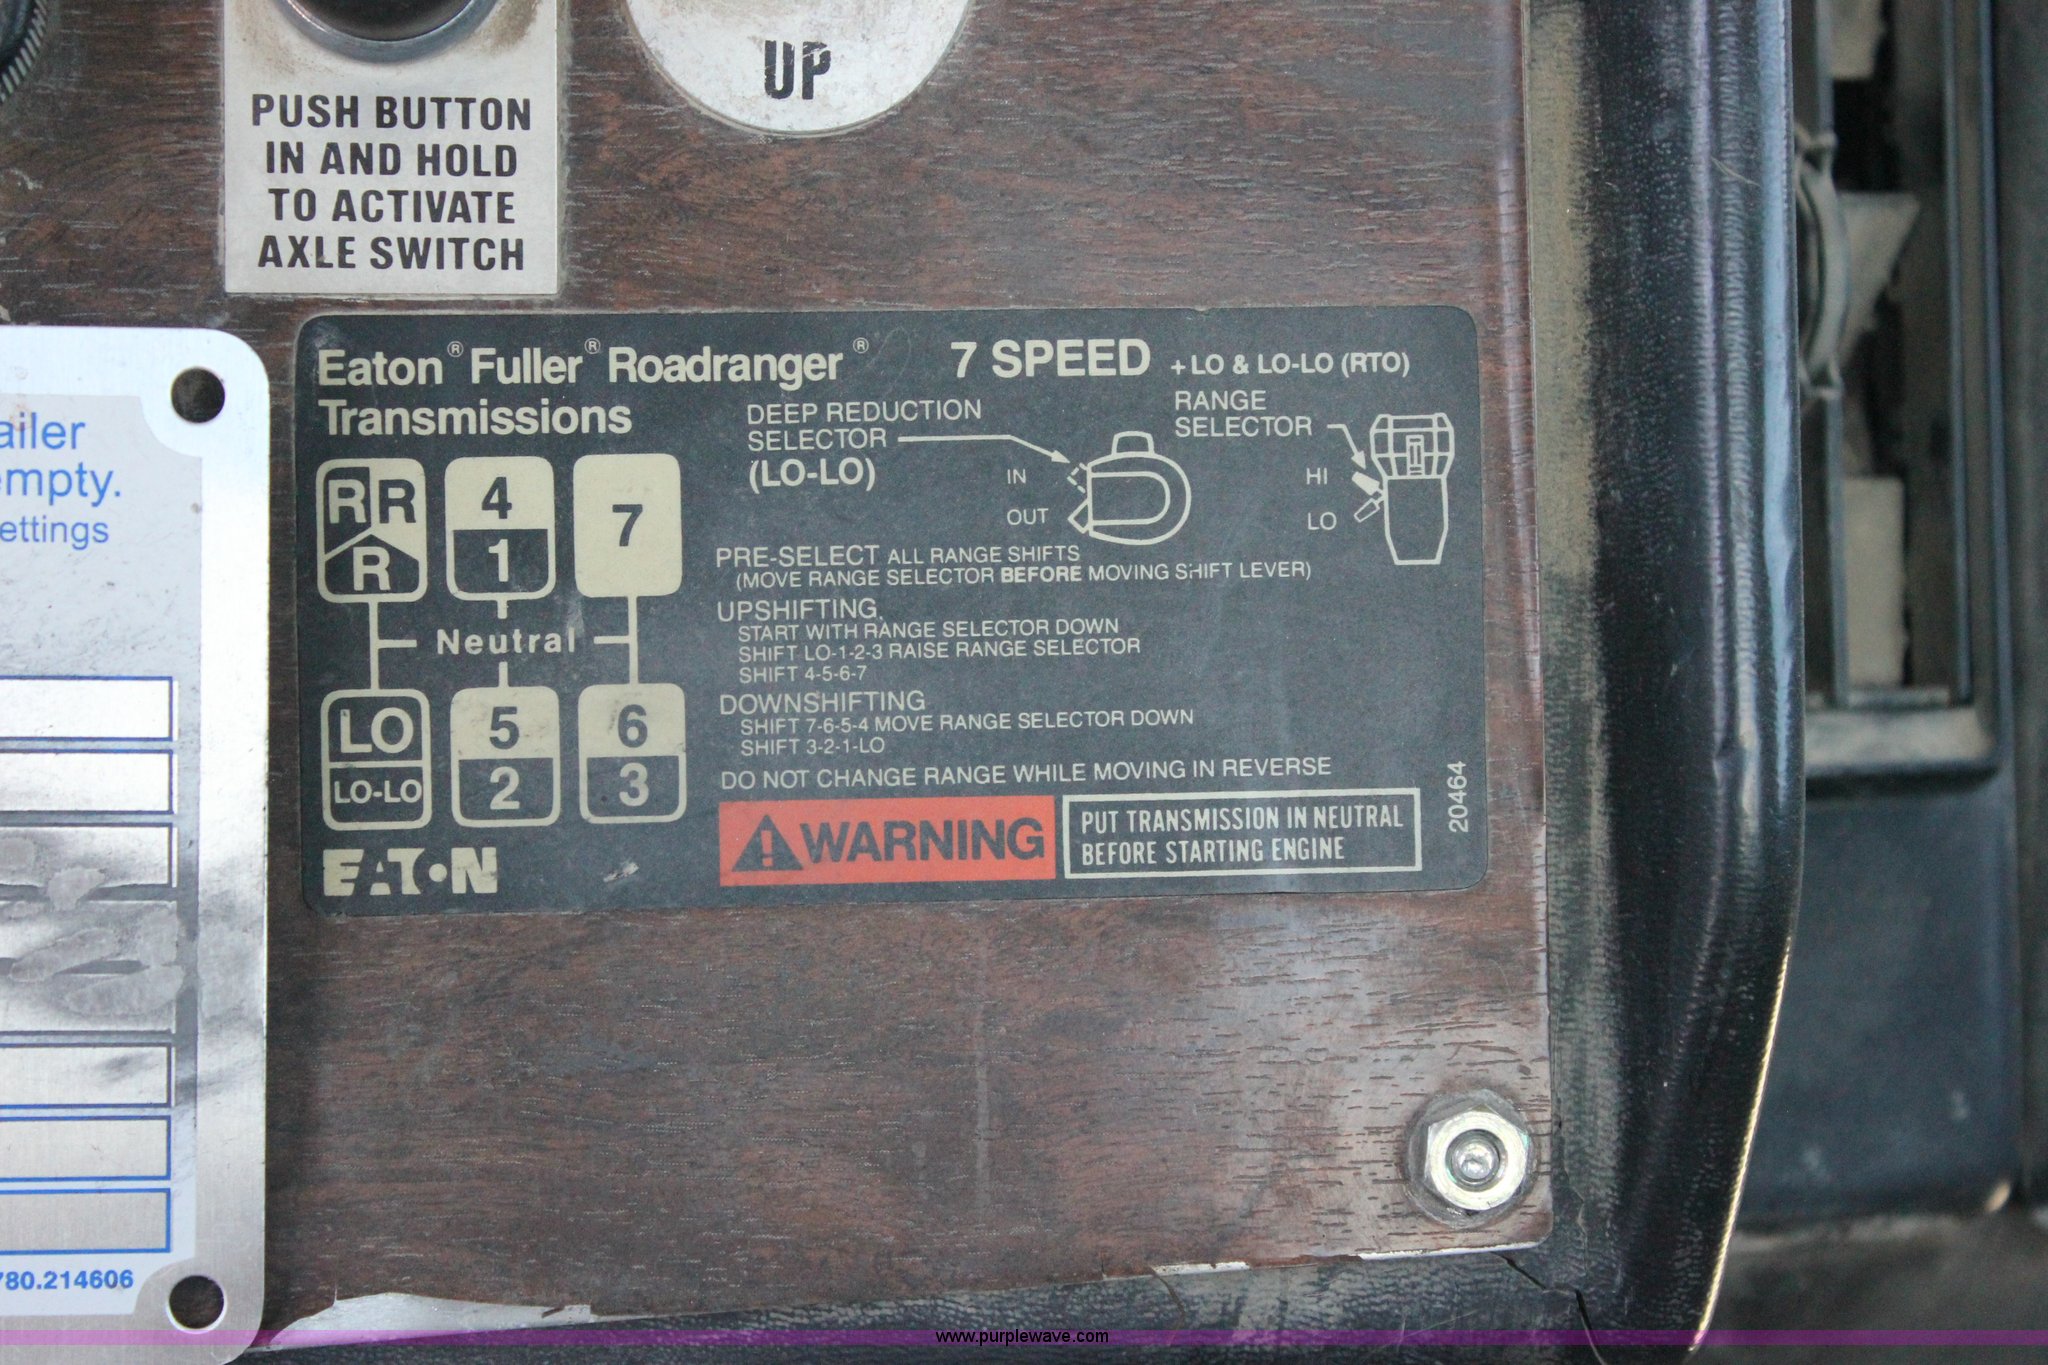 UP
PUSH BUTTON
IN AND HOLD
TO ACTIVATE
AXLE SWITCH
Eaton® Fuller® Roadranger®
Transmissions
7 SPEED +LO & LO-LO (RTO)
DEEP REDUCTION
SELECTOR
(LO-LO)
IN
OUT
RANGE
SELECTOR
HI
LO
R R
R
4
1
7
Neutral
LO
LO-LO
5
2
6
3
EATON
PRE-SELECT ALL RANGE SHIFTS
(MOVE RANGE SELECTOR BEFORE MOVING SHIFT LEVER)
UPSHIFTING,
START WITH RANGE SELECTOR DOWN
SHIFT LO-1-2-3 RAISE RANGE SELECTOR
SHIFT 4-5-6-7
DOWNSHIFTING
SHIFT 7-6-5-4 MOVE RANGE SELECTOR DOWN
SHIFT 3-2-1-LO
DO NOT CHANGE RANGE WHILE MOVING IN REVERSE
WARNING
PUT TRANSMISSION IN NEUTRAL
BEFORE STARTING ENGINE
20464
ailer
empty.
ettings
780.214606
www.purplewave.com